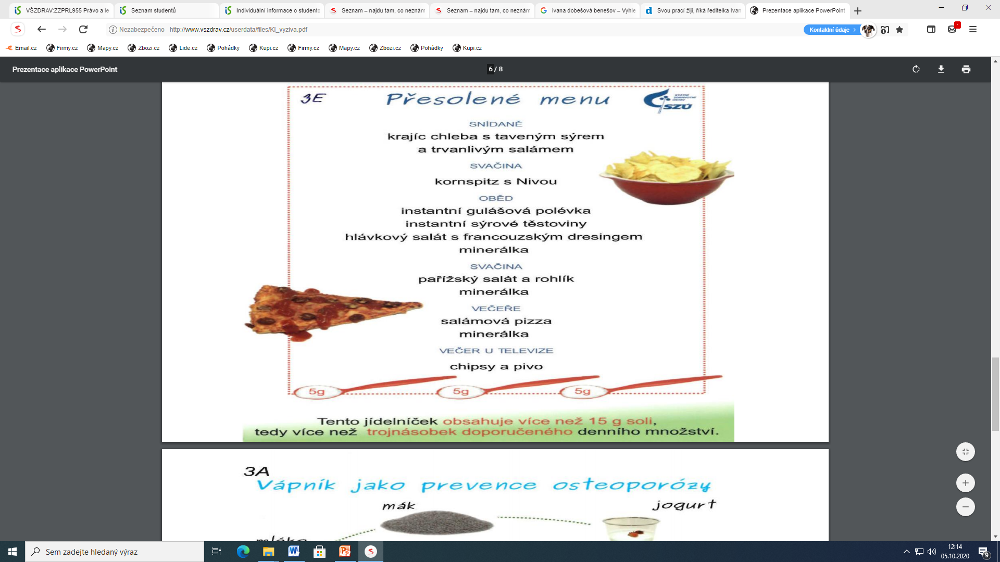 VŠZDRAV:ZZPRL955 Právo a le
Seznam studentů
Individuální informace o studento
Seznam – najdu tam, co neznám
Seznam – najdu tam, co neznám
ivana dobešová benešov – Vyhle
Svou prací žiji, říká ředitelka Ivan
Prezentace aplikace PowerPoint
Nezabezpečeno http://www.vszdrav.cz/userdata/files/KI_vyziva.pdf
Kontaktní údaje
Email.cz Firmy.cz Mapy.cz Zbozi.cz Lide.cz Pohádky Kupi.cz Firmy.cz Mapy.cz Zbozi.cz Pohádky Kupi.cz
Prezentace aplikace PowerPoint
6 / 8
3E
Přesolené menu
STÁTNÍ
ZDRAVOTNÍ
ÚSTAV
SZÚ
SNÍDANĚ
krajíc chleba s taveným sýrem
a trvanlivým salámem
SVAČINA
kornspitz s Nivou
OBĚD
instantní gulášová polévka
instantní sýrové těstoviny
hlávkový salát s francouzským dresingem
minerálka
SVAČINA
pařížský salát a rohlík
minerálka
VEČEŘE
salámová pizza
minerálka
VEČER U TELEVIZE
chipsy a pivo
5g 5g 5g
Tento jídelníček obsahuje více než 15 g soli,
tedy více než trojnásobek doporučeného denního množství.
3A
Vápník jako prevence osteoporózy
mák
jogurt
mléko
Sem zadejte hledaný výraz
12:14
05.10.2020
9